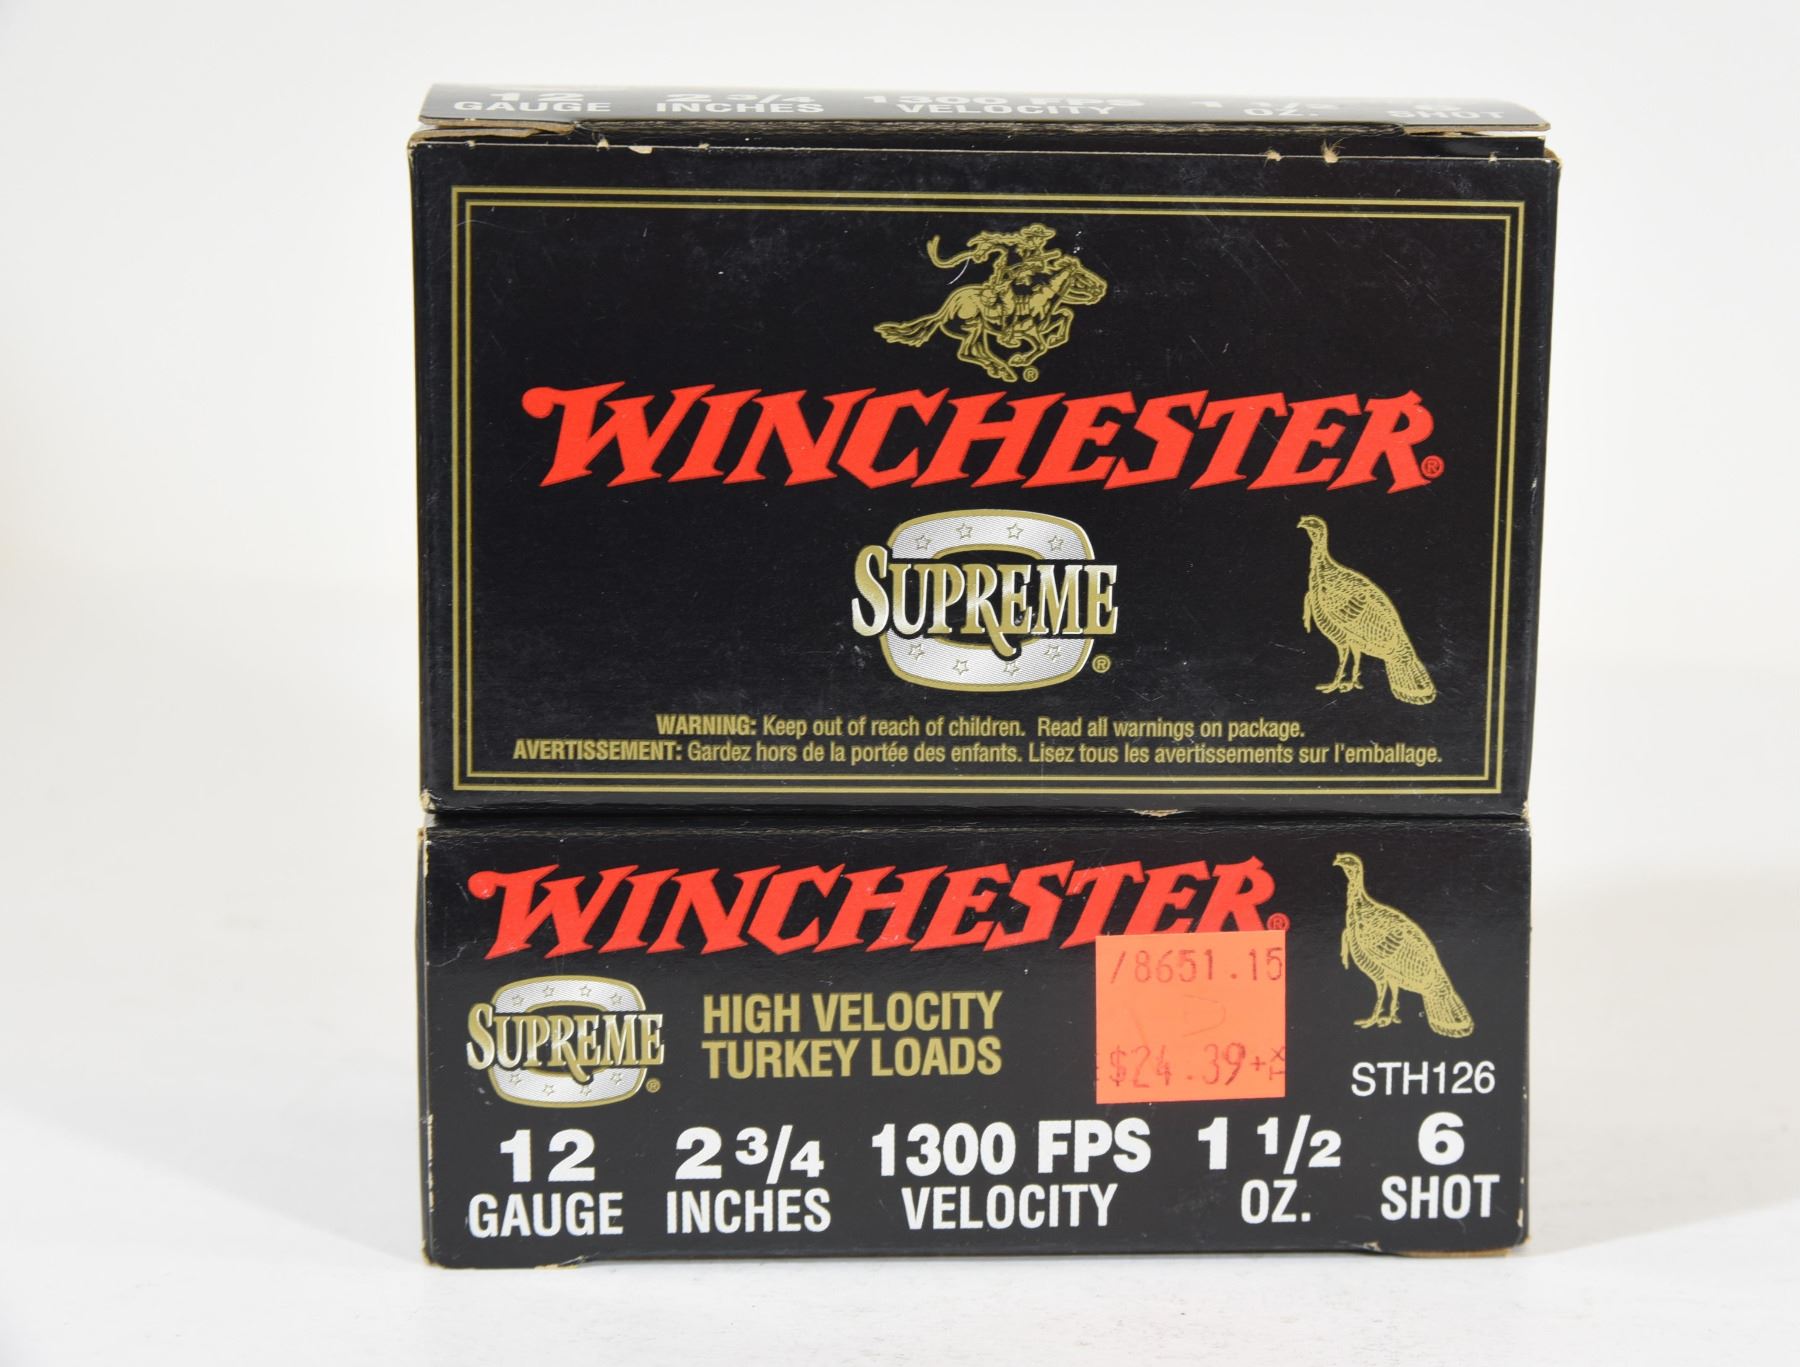 12 2 3/4 1300 FPS 1 1/2 6
GAUGE INCHES VELOCITY OZ. SHOT
WINCHESTER®
SUPREME®
WARNING: Keep out of reach of children. Read all warnings on package.
AVERTISSEMENT: Gardez hors de la portée des enfants. Lisez tous les avertissements sur l'emballage.
WINCHESTER®
/8651.15
SUPREME®
HIGH VELOCITY
TURKEY LOADS
$24.39+
STH126
12 2 3/4 1300 FPS 1 1/2 6
GAUGE INCHES VELOCITY OZ. SHOT